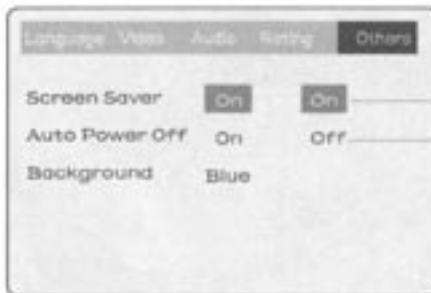 Language Video Audio Rating Others
Screen Saver On On
Auto Power Off On Off
Background Blue